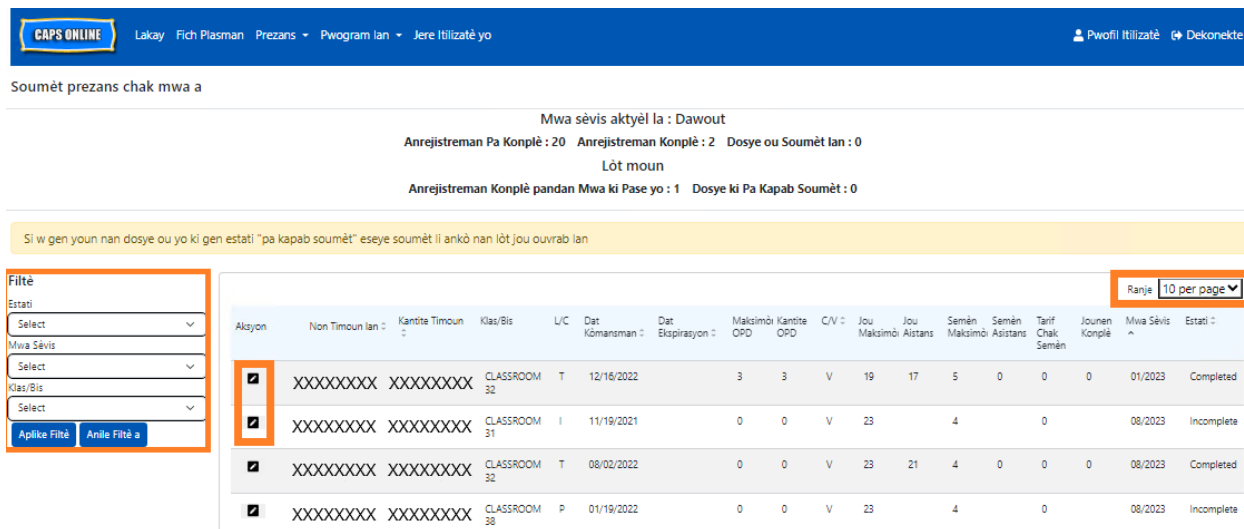 CAPS ONLINE Lakay Fich Plasman Prezans Pwogram lan Jere Itilizatè yo Pwofil Itilizatè Dekonekte
Soumèt prezans chak mwa a
Mwa sèvis aktyèl la : Dawout
Anrejistreman Pa Konplè : 20 Anrejistreman Konplè : 2 Dosye ou Soumèt lan : 0
Lòt moun
Anrejistreman Konplè pandan Mwa ki Pase yo : 1 Dosye ki Pa Kapab Soumèt : 0
Si w gen youn nan dosye ou yo ki gen estati "pa kapab soumèt" eseye soumèt li ankò nan lòt jou ouvrab lan
Filtè
Estati
Select
Mwa Sèvis
Select
Klas/Bis
Select
Aplike Filtè Anile Filtè a
Ranje 10 per page
Aksyon Non Timoun lan Kantite Timoun Klas/Bis L/C Dat Kòmansman Dat Ekspirasyon Maksimòm OPD Kantite OPD C/V Jou Maksimòm Jou Aistans Semèn Maksimòm Semèn Asistans Tarif Chak Semèn Jounen Konplè Mwa Sèvis Estati
XXXXXXXX XXXXXXXX CLASSROOM 32 T 12/16/2022 3 3 V 19 17 5 0 0 0 01/2023 Completed
XXXXXXXX XXXXXXXX CLASSROOM 31 I 11/19/2021 0 0 V 23 4 0 08/2023 Incomplete
XXXXXXXX XXXXXXXX CLASSROOM 32 T 08/02/2022 0 0 V 23 21 4 0 0 0 08/2023 Completed
XXXXXXXX XXXXXXXX CLASSROOM 38 P 01/19/2022 0 0 V 23 4 0 08/2023 Incomplete